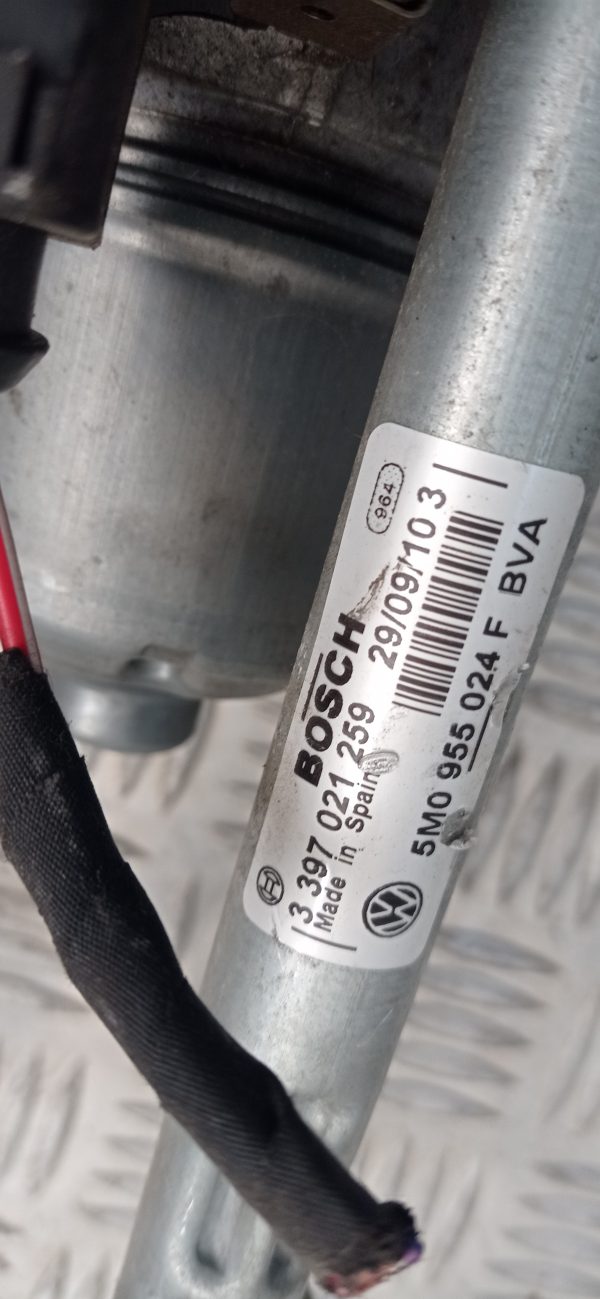 964
BOSCH
29/09/10 3
3 397 021 259
Made in Spain
5M0 955 024 F BVA